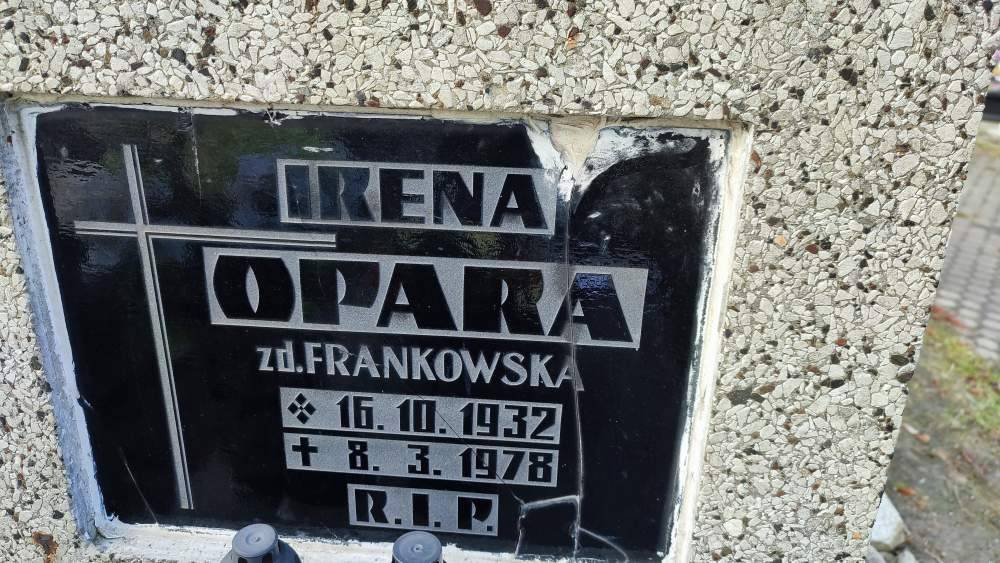 IRENA
OPARA
zd. FRANKOWSKA
16. 10. 1932
8. 3. 1978
R.I.P.